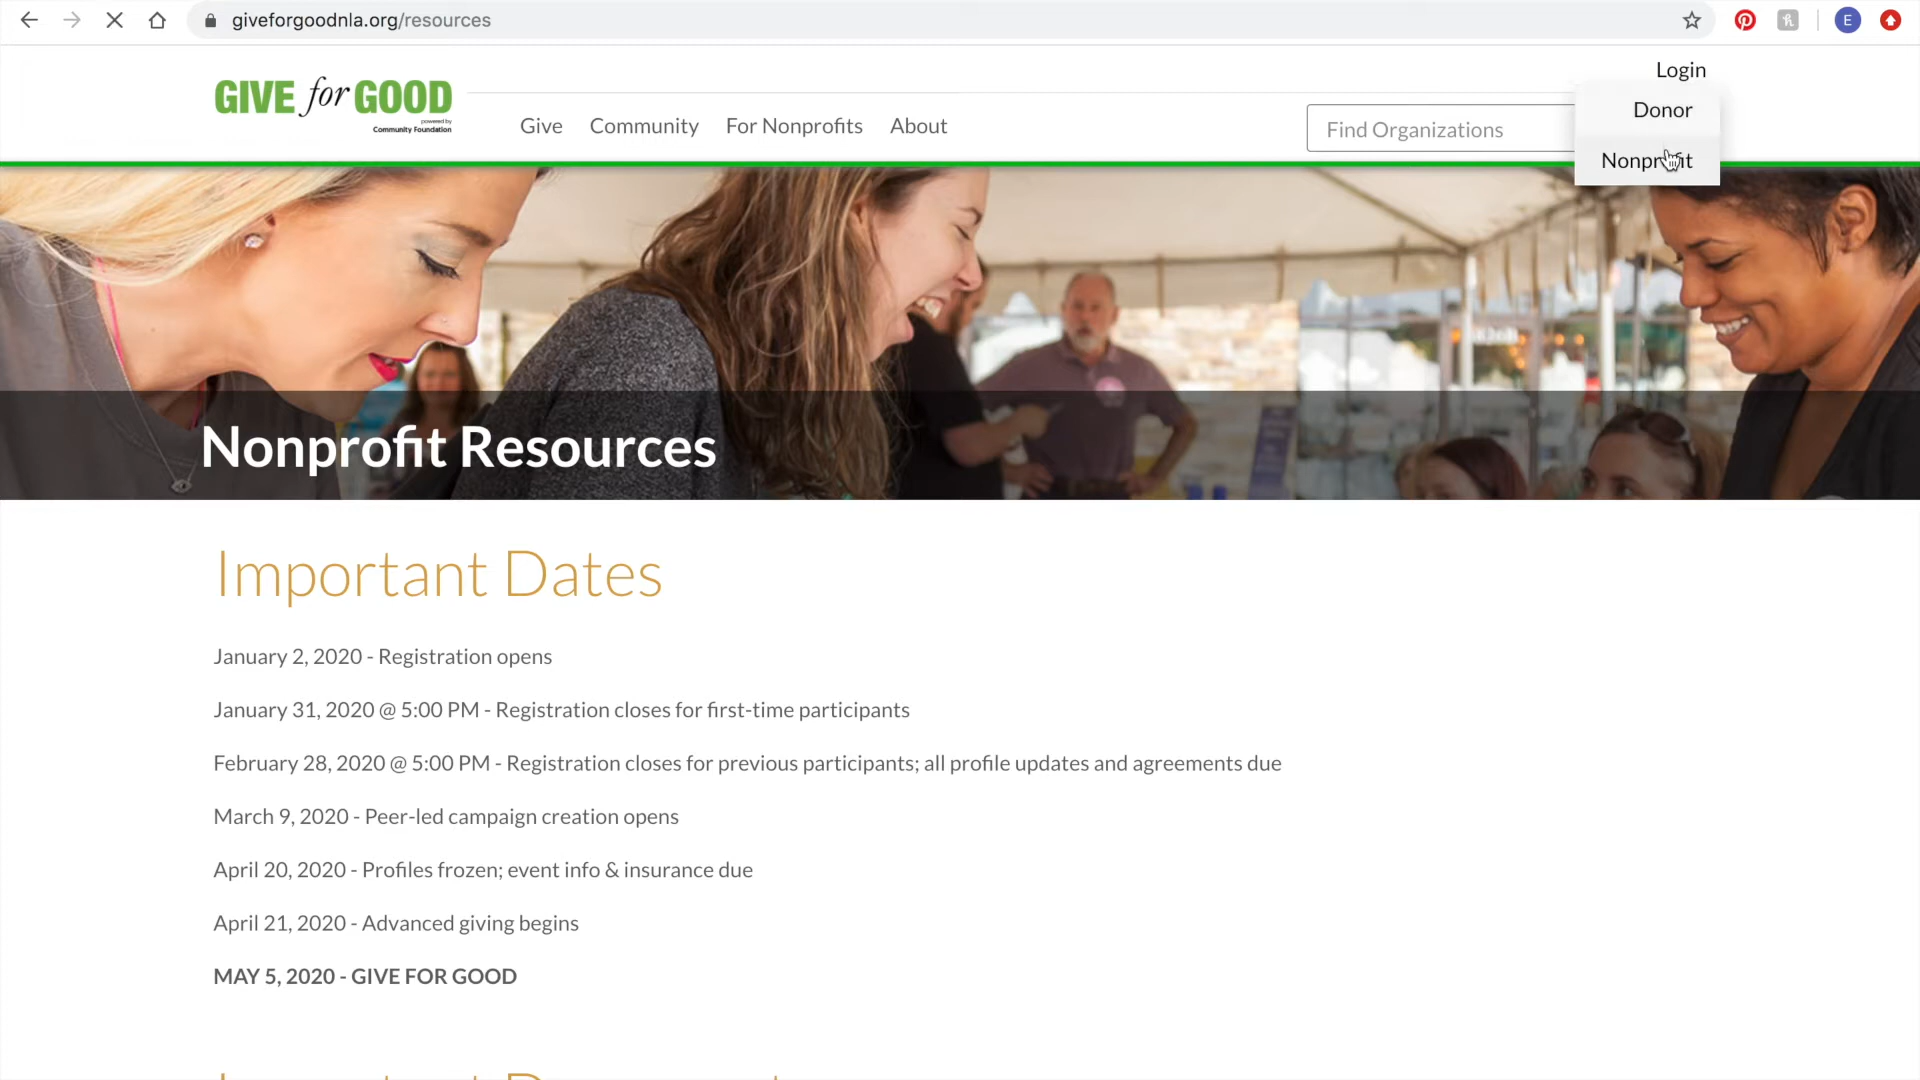 giveforgoodnla.org/resources
E
Login
GIVE for GOOD
powered by
Community Foundation
Give Community For Nonprofits About
Find Organizations
Donor
Nonprofit
Nonprofit Resources
Important Dates
January 2, 2020 - Registration opens
January 31, 2020 @ 5:00 PM - Registration closes for first-time participants
February 28, 2020 @ 5:00 PM - Registration closes for previous participants; all profile updates and agreements due
March 9, 2020 - Peer-led campaign creation opens
April 20, 2020 - Profiles frozen; event info & insurance due
April 21, 2020 - Advanced giving begins
MAY 5, 2020 - GIVE FOR GOOD